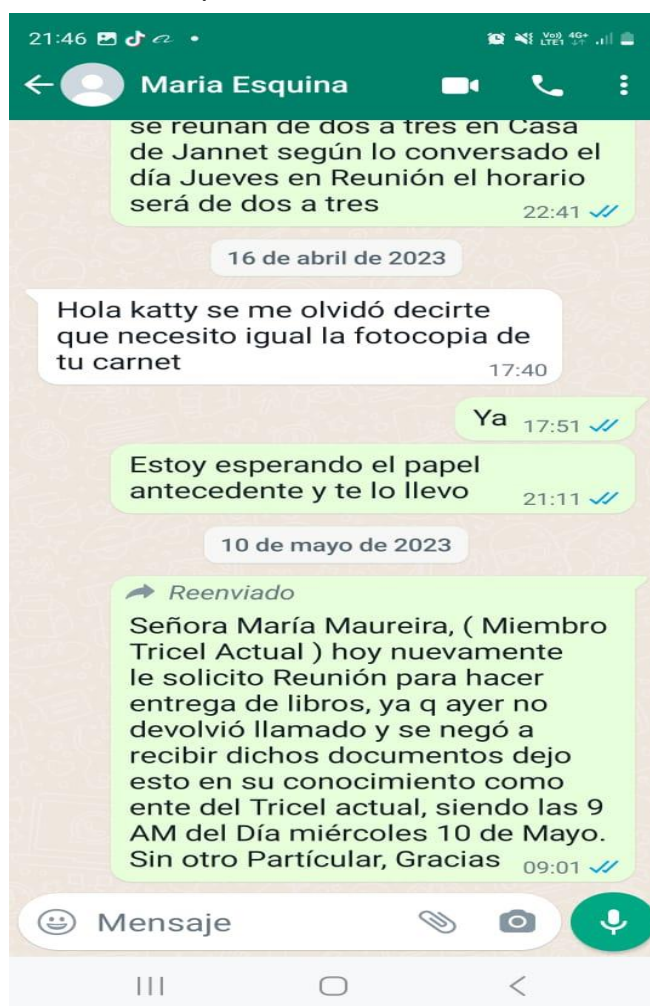 21:46
Voo) 4G+
LTE1
Maria Esquina
se reunan de dos a tres en Casa
de Jannet según lo conversado el
día Jueves en Reunión el horario
será de dos a tres
22:41
16 de abril de 2023
Hola katty se me olvidó decirte
que necesito igual la fotocopia de
tu carnet
17:40
Ya 17:51
Estoy esperando el papel
antecedente y te lo llevo
21:11
10 de mayo de 2023
Reenviado
Señora María Maureira, ( Miembro
Tricel Actual ) hoy nuevamente
le solicito Reunión para hacer
entrega de libros, ya q ayer no
devolvió llamado y se negó a
recibir dichos documentos dejo
esto en su conocimiento como
ente del Tricel actual, siendo las 9
AM del Día miércoles 10 de Mayo.
Sin otro Partícular, Gracias 09:01
Mensaje